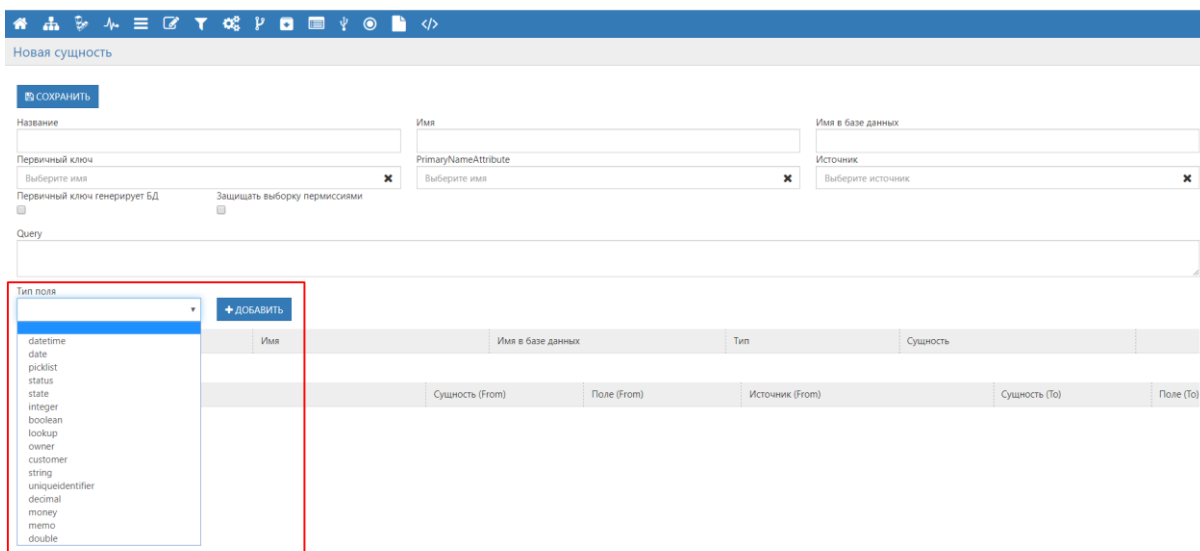 Новая сущность
СОХРАНИТЬ
Название Имя Имя в базе данных
Первичный ключ PrimaryNameAttribute Источник
Выберите имя Выберите имя Выберите источник
Первичный ключ генерирует БД Защищать выборку пермиссиями
Query
Тип поля
ДОБАВИТЬ
Имя Имя в базе данных Тип Сущность
datetime
date
picklist
status
Сущность (From) Поле (From) Источник (From) Сущность (To) Поле (To)
state
integer
boolean
lookup
owner
customer
string
uniqueidentifier
decimal
money
memo
double